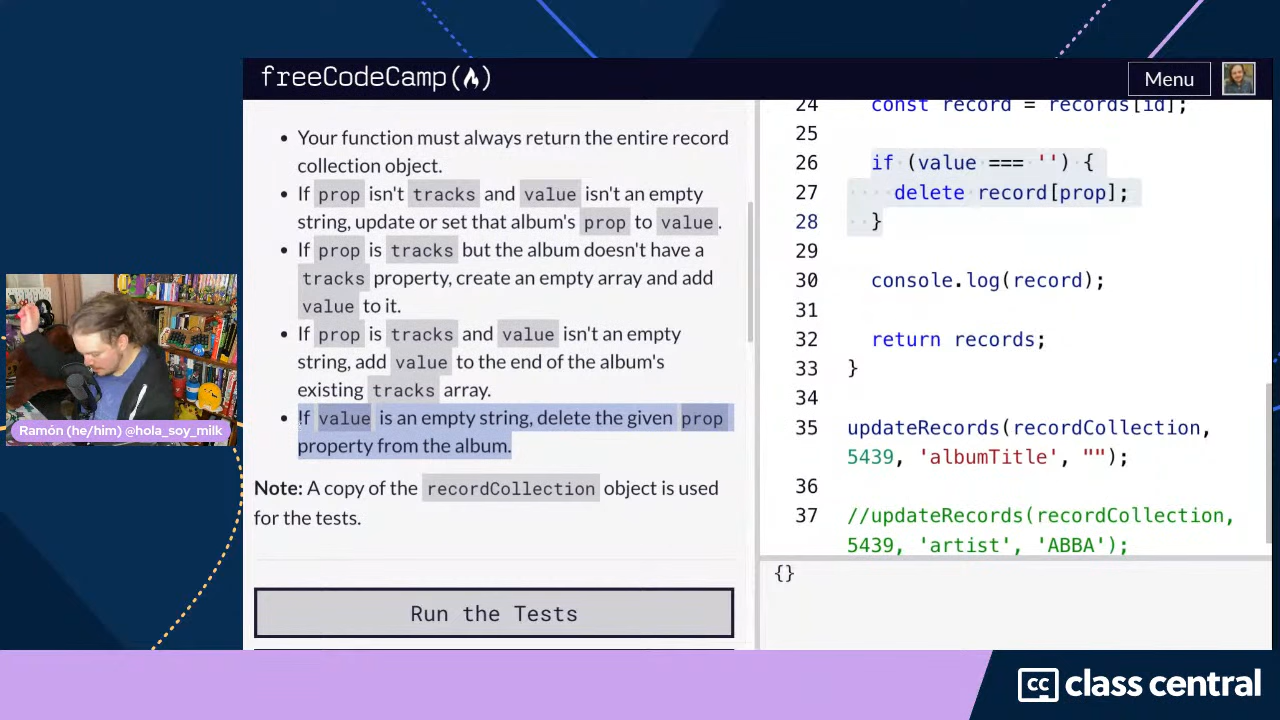 freeCodeCamp
Menu
Your function must always return the entire record
collection object.
If prop isn't tracks and value isn't an empty
string, update or set that album's prop to value .
If prop is tracks but the album doesn't have a
tracks property, create an empty array and add
value to it.
If prop is tracks and value isn't an empty
string, add value to the end of the album's
existing tracks array.
If value is an empty string, delete the given prop
property from the album.
Note: A copy of the recordCollection object is used
for the tests.
Run the Tests
24 const record = records[id];
25
26 if (value === '') {
27 delete record[prop];
28 }
29
30 console.log(record);
31
32 return records;
33 }
34
35 updateRecords(recordCollection,
5439, 'albumTitle', "");
36
37 //updateRecords(recordCollection,
5439, 'artist', 'ABBA');
{}
Ramón (he/him) @hola_soy_milk
cc class central